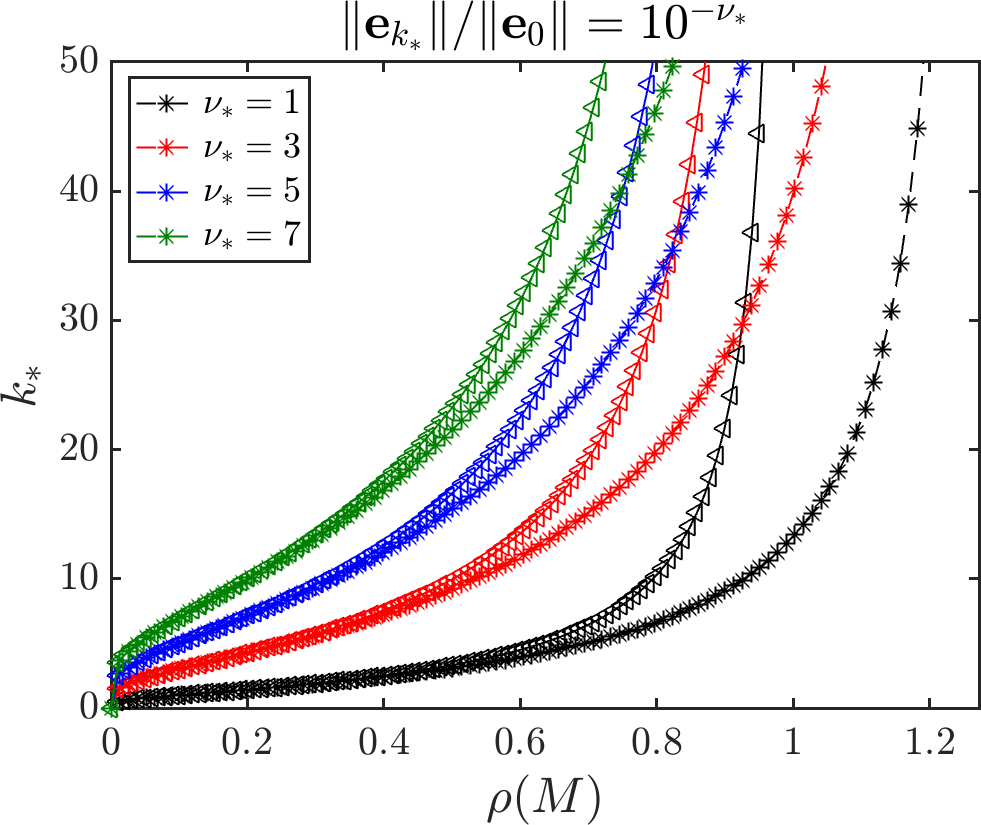 ‖e_{k_*}‖/‖e_0‖ = 10^{-ν_*}
50
40
30
20
10
0
k_*
ν_* = 1
ν_* = 3
ν_* = 5
ν_* = 7
0 0.2 0.4 0.6 0.8 1 1.2
ρ(M)